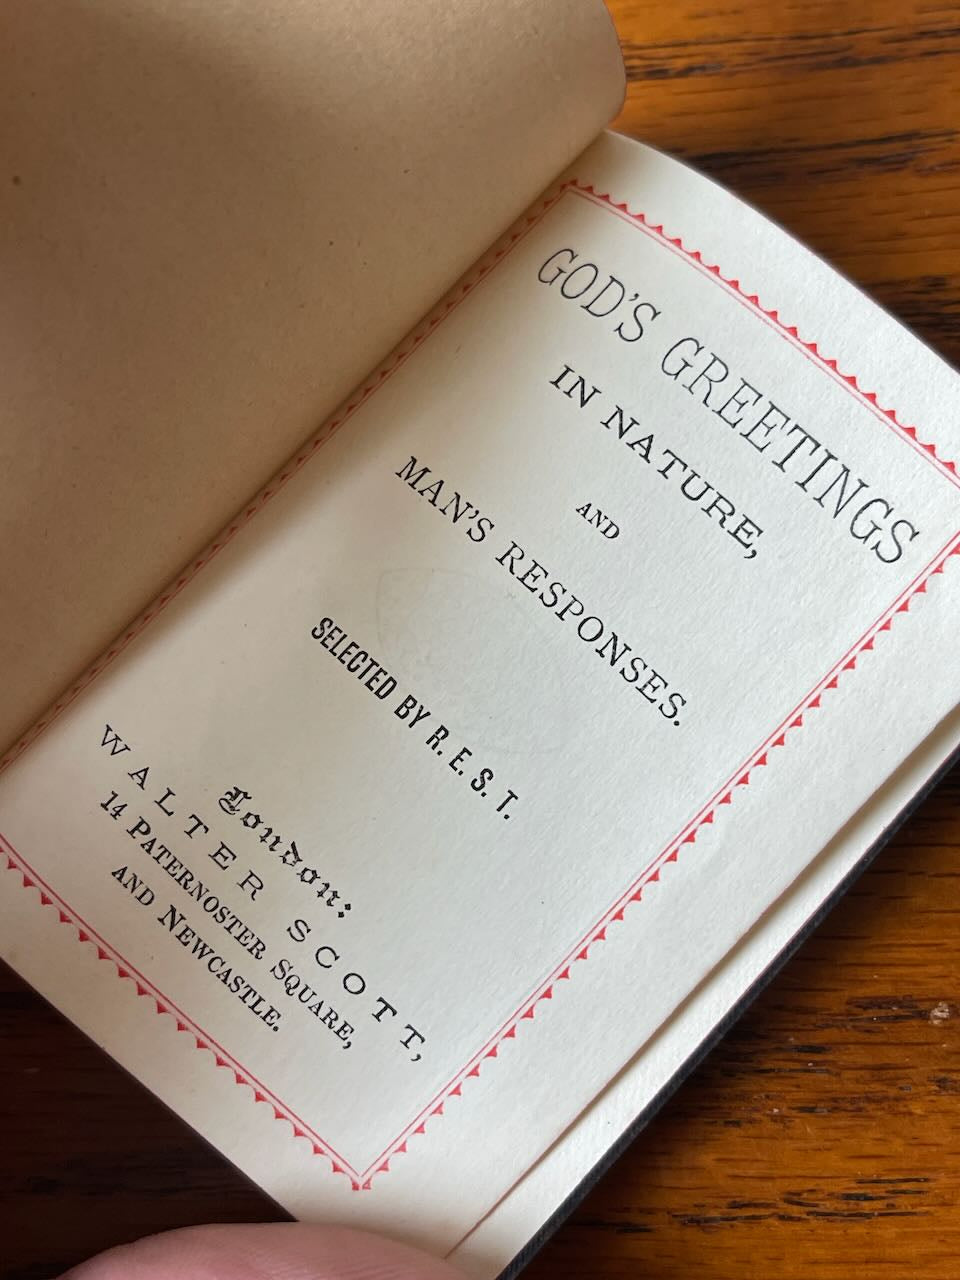 GOD'S GREETINGS
IN NATURE,
AND
MAN'S RESPONSES.
SELECTED BY R. E. S. T.
London:
WALTER SCOTT,
14 PATERNOSTER SQUARE,
AND NEWCASTLE.